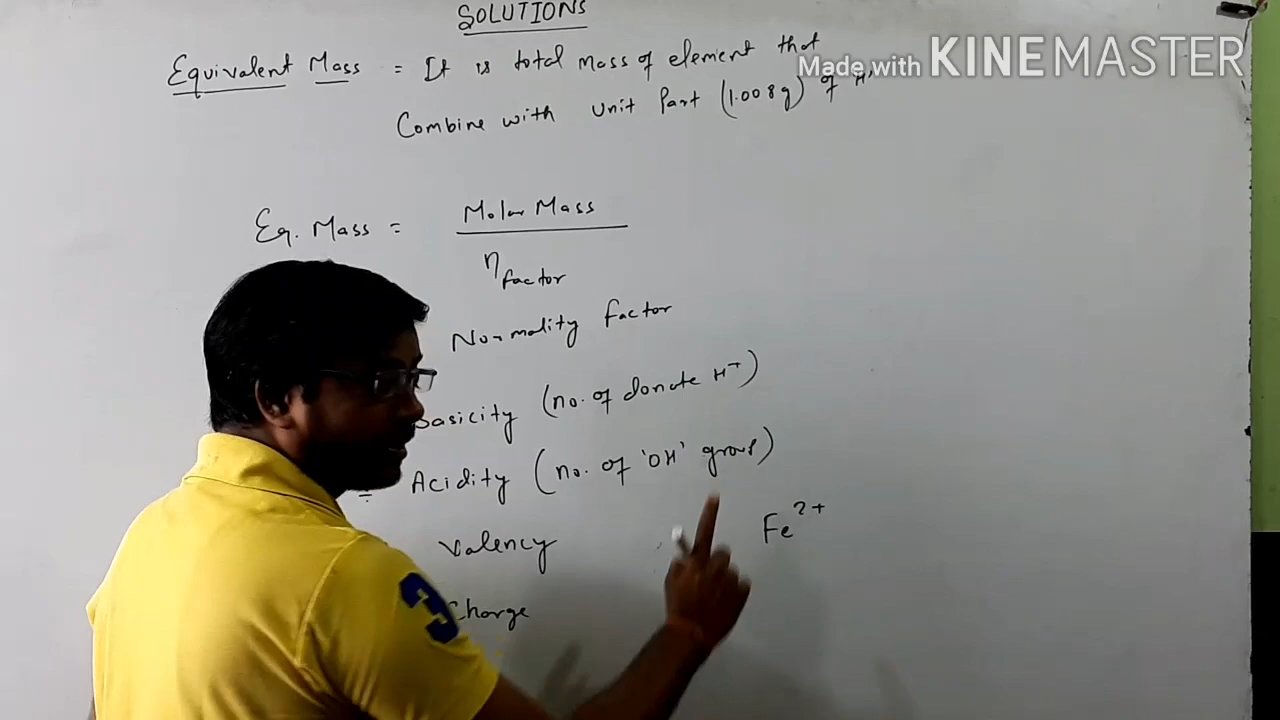 SOLUTIONS
Made with KINEMASTER
Equivalent Mass = It is total mass of element that
Combine with unit Part (1.008g) of 'H'
Eq. Mass = Molar Mass
η factor
Normality factor
Basicity (no. of donate H+)
= Acidity (no. of 'OH' group)
Valency
Fe2+
Charge
3